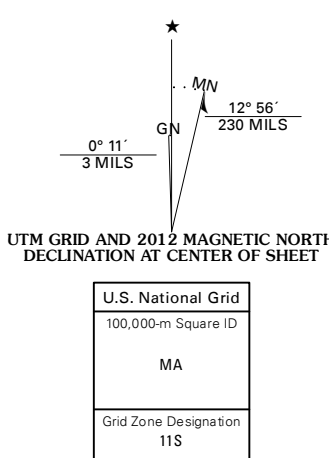 ★
MN
12° 56´
230 MILS
GN
0° 11´
3 MILS
UTM GRID AND 2012 MAGNETIC NORTH
DECLINATION AT CENTER OF SHEET
U.S. National Grid
100,000-m Square ID
MA
Grid Zone Designation
11S